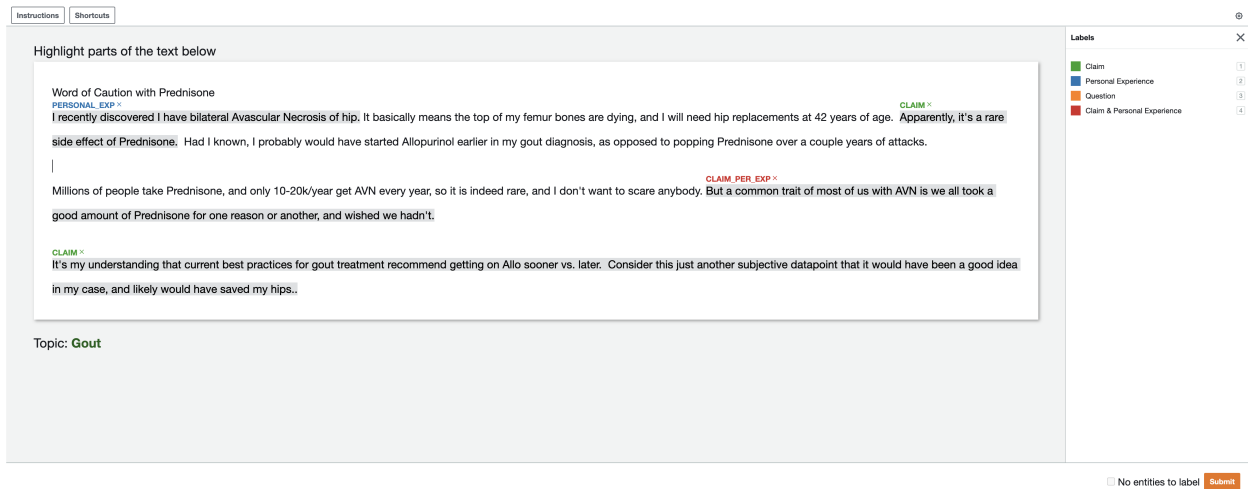 Instructions Shortcuts
Labels
Highlight parts of the text below
Claim 1
Personal Experience 2
Question 3
Claim & Personal Experience 4
Word of Caution with Prednisone
PERSONAL_EXP × CLAIM ×
I recently discovered I have bilateral Avascular Necrosis of hip. It basically means the top of my femur bones are dying, and I will need hip replacements at 42 years of age. Apparently, it's a rare
side effect of Prednisone. Had I known, I probably would have started Allopurinol earlier in my gout diagnosis, as opposed to popping Prednisone over a couple years of attacks.
CLAIM_PER_EXP ×
Millions of people take Prednisone, and only 10-20k/year get AVN every year, so it is indeed rare, and I don't want to scare anybody. But a common trait of most of us with AVN is we all took a
good amount of Prednisone for one reason or another, and wished we hadn't.
CLAIM ×
It's my understanding that current best practices for gout treatment recommend getting on Allo sooner vs. later. Consider this just another subjective datapoint that it would have been a good idea
in my case, and likely would have saved my hips..
Topic: Gout
No entities to label Submit